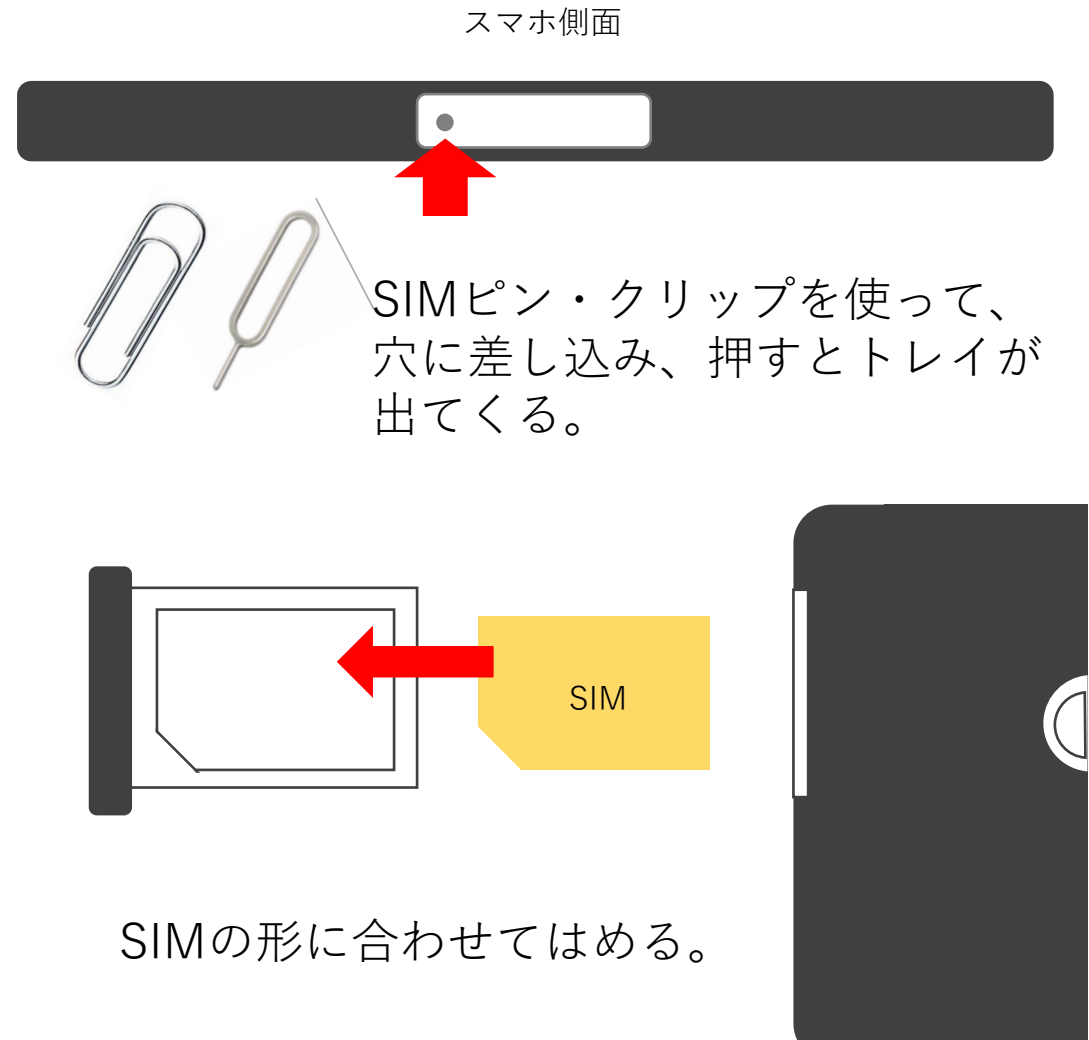 スマホ側面
SIMピン・クリップを使って、
穴に差し込み、押すとトレイが
出てくる。
SIM
SIMの形に合わせてはめる。